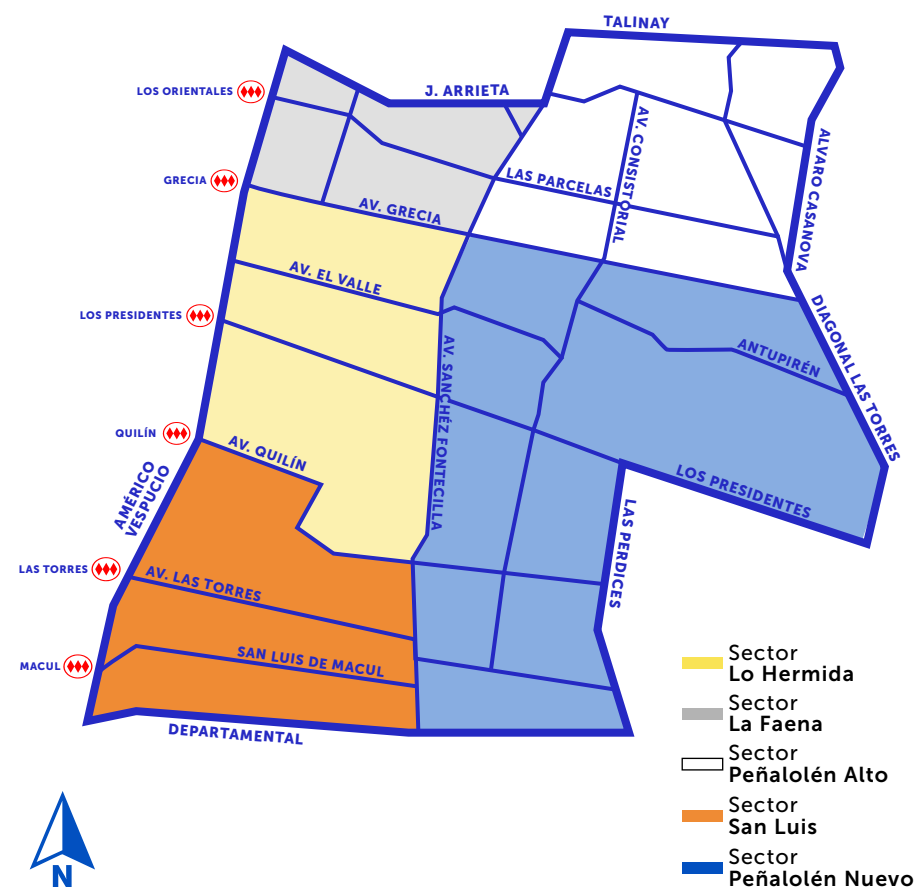 TALINAY
LOS ORIENTALES
J. ARRIETA
AV. CONSISTORIAL
ALVARO CASANOVA
GRECIA
LAS PARCELAS
AV. GRECIA
AV. EL VALLE
LOS PRESIDENTES
DIAGONAL LAS TORRES
ANTUPIRÉN
AV. SANCHÉZ FONTECILLA
QUILÍN
AV. QUILÍN
AMÉRICO
VESPUCIO
LOS PRESIDENTES
LAS PERDICES
LAS TORRES
AV. LAS TORRES
MACUL
SAN LUIS DE MACUL
DEPARTAMENTAL
Sector
Lo Hermida
Sector
La Faena
Sector
Peñalolén Alto
Sector
San Luis
Sector
Peñalolén Nuevo
N